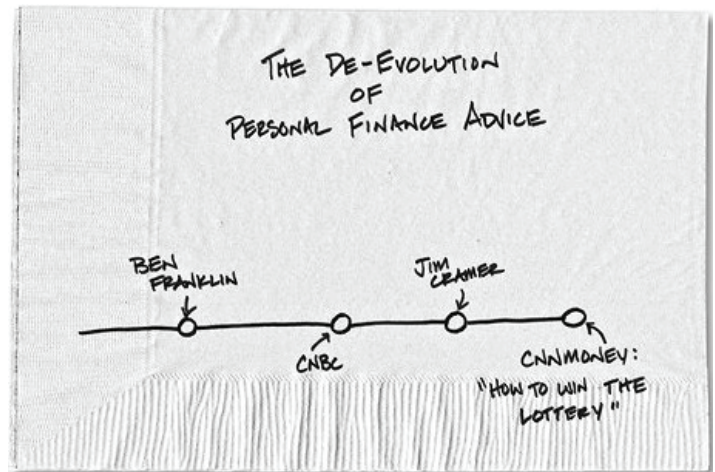 THE DE-EVOLUTION
OF
PERSONAL FINANCE ADVICE
BEN
FRANKLIN
CNBC
JIM
CRAMER
CNNMONEY:
"HOW TO WIN THE
LOTTERY"